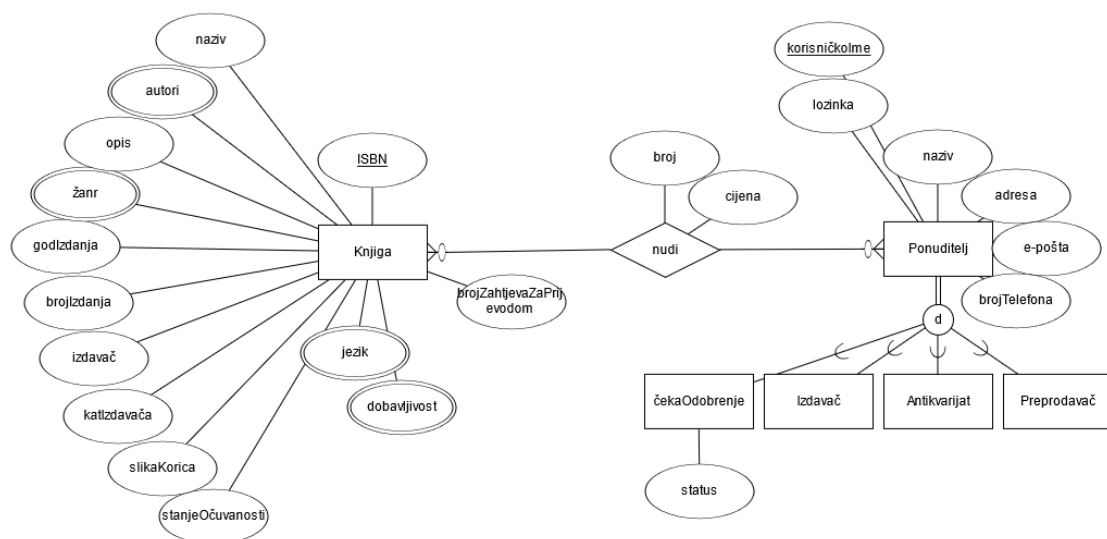 naziv
autori
opis
žanr
godIzdanja
brojIzdanja
izdavač
katIzdavača
slikaKorica
stanjeOčuvanosti
jezik
dobavljivost
brojZahtjevaZaPrij
evodom
ISBN
Knjiga
broj
cijena
nudi
korisničkoIme
lozinka
naziv
adresa
e-pošta
brojTelefona
Ponuditelj
d
čekaOdobrenje
Izdavač
Antikvarijat
Preprodavač
status